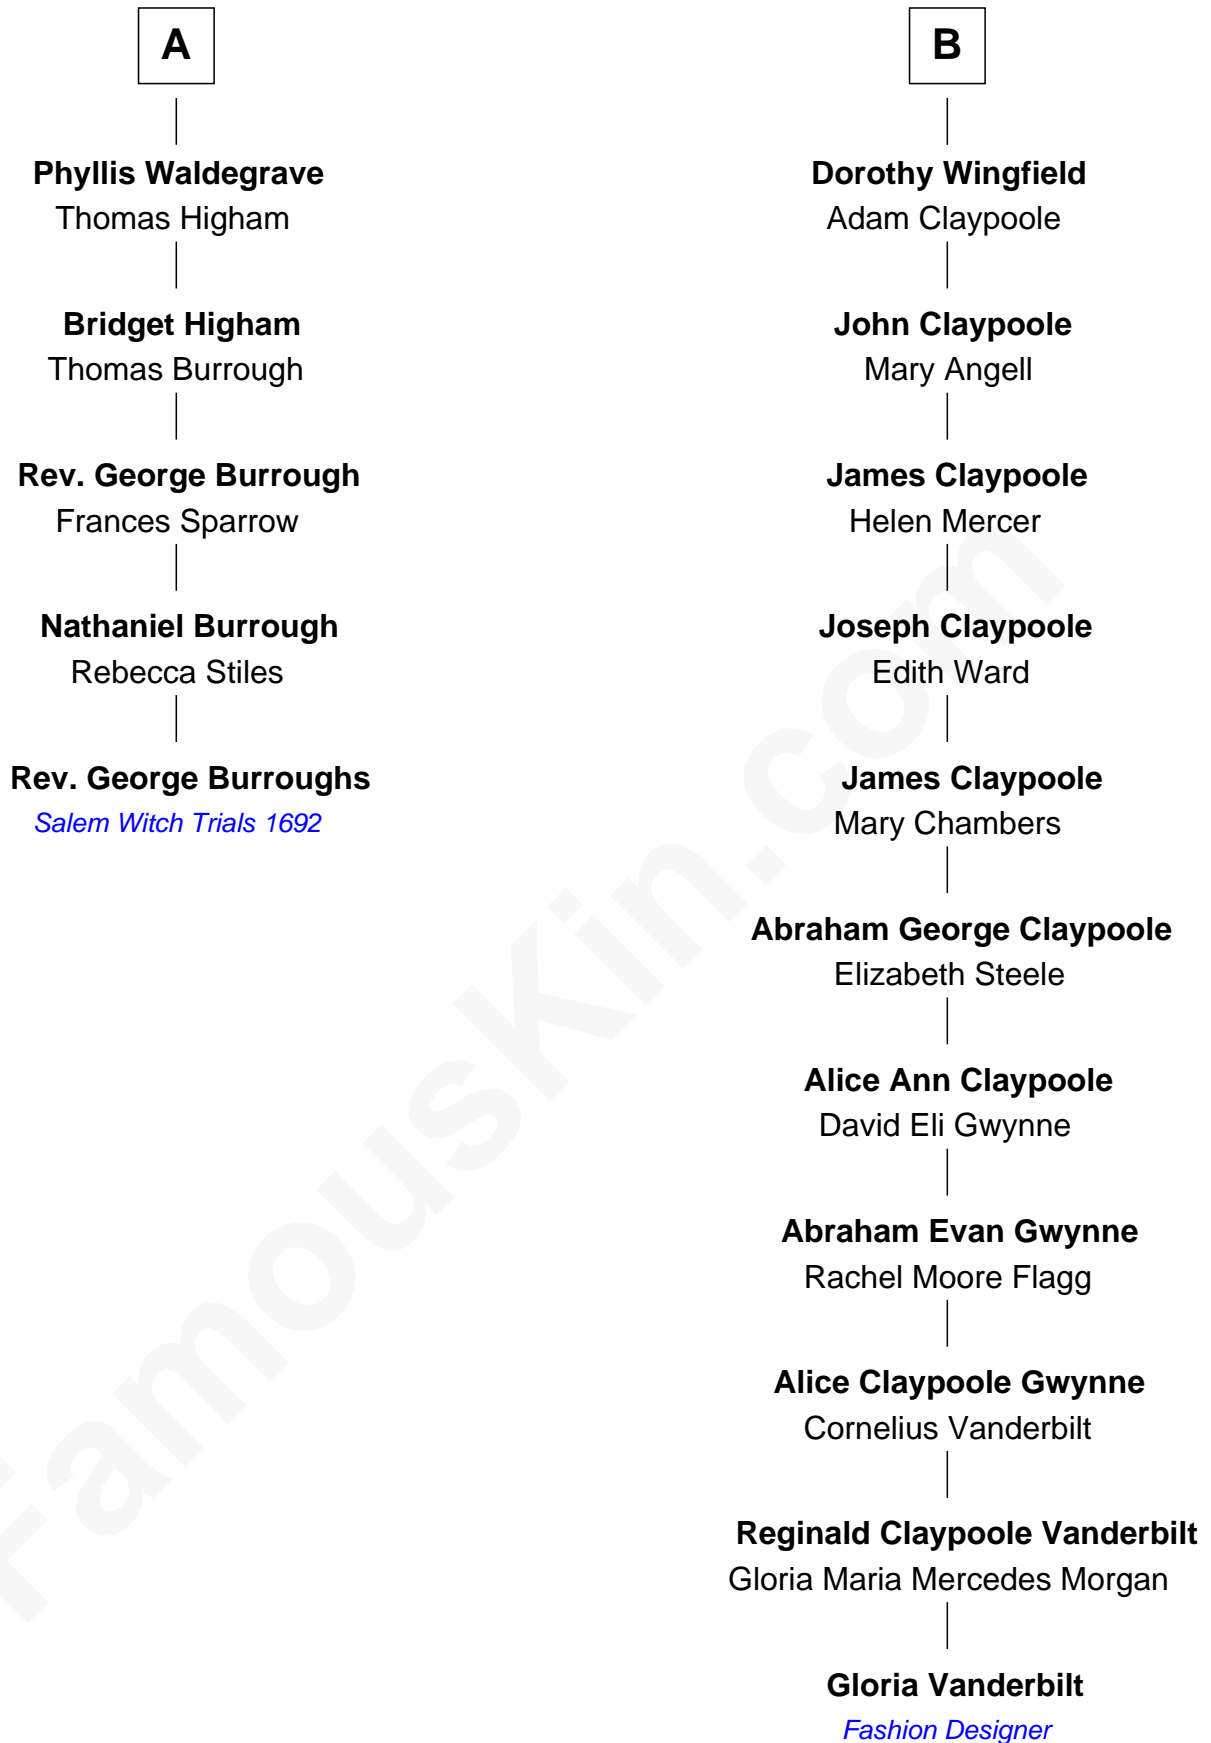 A
Phyllis Waldegrave
Thomas Higham
Bridget Higham
Thomas Burrough
Rev. George Burrough
Frances Sparrow
Nathaniel Burrough
Rebecca Stiles
Rev. George Burroughs
Salem Witch Trials 1692
B
Dorothy Wingfield
Adam Claypoole
John Claypoole
Mary Angell
James Claypoole
Helen Mercer
Joseph Claypoole
Edith Ward
James Claypoole
Mary Chambers
Abraham George Claypoole
Elizabeth Steele
Alice Ann Claypoole
David Eli Gwynne
Abraham Evan Gwynne
Rachel Moore Flagg
Alice Claypoole Gwynne
Cornelius Vanderbilt
Reginald Claypoole Vanderbilt
Gloria Maria Mercedes Morgan
Gloria Vanderbilt
Fashion Designer
FamousKin.com